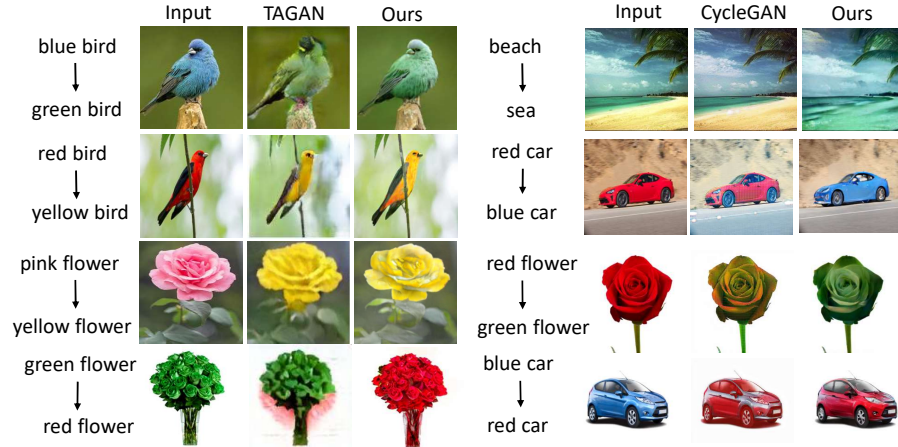 Input TAGAN Ours
blue bird
green bird
red bird
yellow bird
pink flower
yellow flower
green flower
red flower
Input CycleGAN Ours
beach
sea
red car
blue car
red flower
green flower
blue car
red car